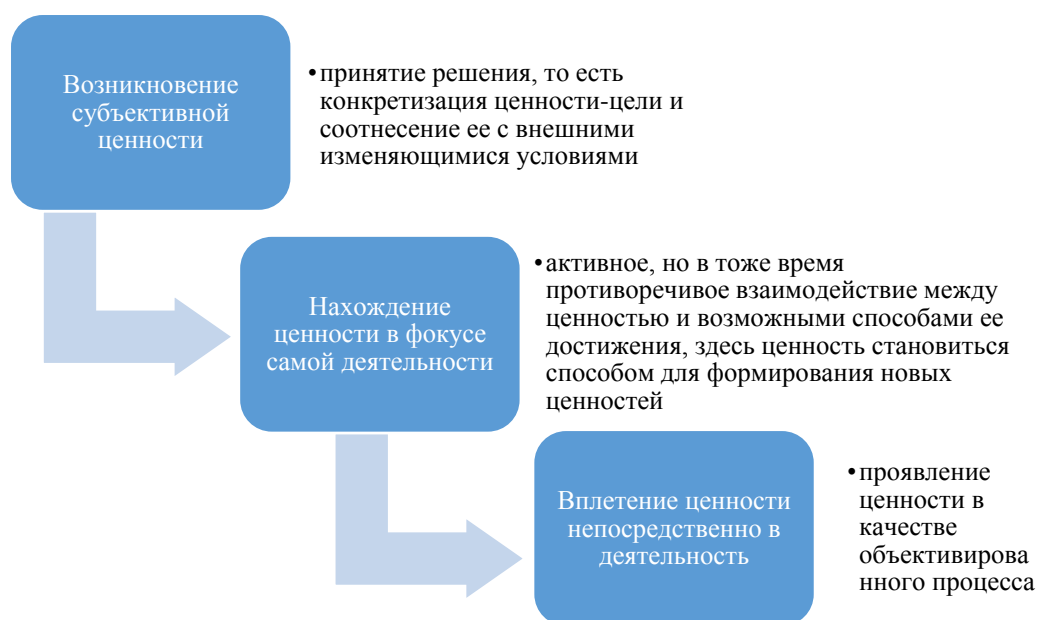 Возникновение
субъективной
ценности
•принятие решения, то есть
конкретизация ценности-цели и
соотнесение ее с внешними
изменяющимися условиями
Нахождение
ценности в фокусе
самой деятельности
•активное, но в тоже время
противоречивое взаимодействие между
ценностью и возможными способами ее
достижения, здесь ценность становиться
способом для формирования новых
ценностей
Вплетение ценности
непосредственно в
деятельность
•проявление
ценности в
качестве
объективирова
нного процесса